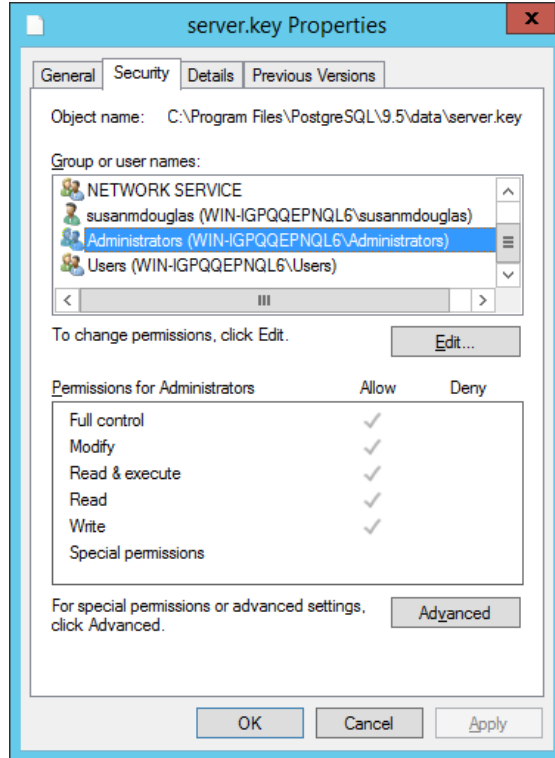 server.key Properties
x
General Security Details Previous Versions
Object name: C:\Program Files\PostgreSQL\9.5\data\server.key
Group or user names:
NETWORK SERVICE
susanmdouglas (WIN-IGPQQEPNQL6\susanmdouglas)
Administrators (WIN-IGPQQEPNQL6\Administrators)
Users (WIN-IGPQQEPNQL6\Users)
To change permissions, click Edit.
Edit...
Permissions for Administrators Allow Deny
Full control
Modify
Read & execute
Read
Write
Special permissions
For special permissions or advanced settings,
click Advanced.
Advanced
OK Cancel Apply